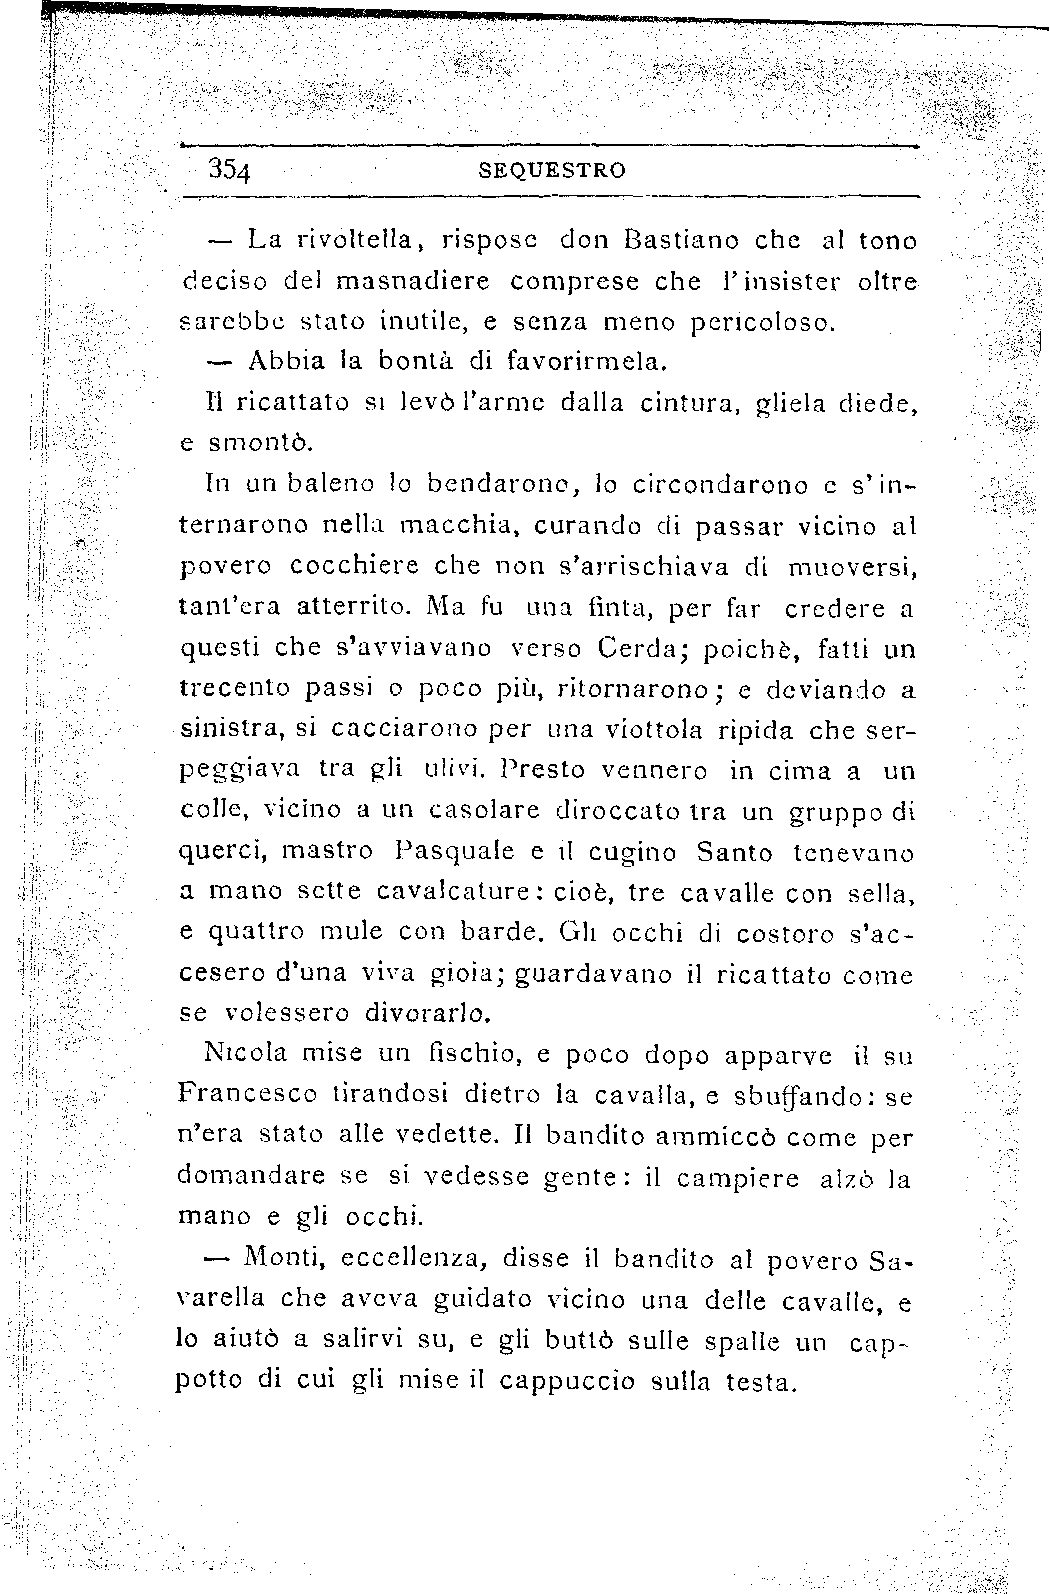 354 SEQUESTRO
— La rivoltella, rispose don Bastiano che al tono
deciso del masnadiere comprese che l'insister oltre
sarebbe stato inutile, e senza meno pericoloso.
— Abbia la bontà di favorirmela.
Il ricattato si levò l'arme dalla cintura, gliela diede,
e smontò.
In un baleno lo bendarono, lo circondarono e s'in-
ternarono nella macchia, curando di passar vicino al
povero cocchiere che non s'arrischiava di muoversi,
tant'era atterrito. Ma fu una finta, per far credere a
questi che s'avviavano verso Cerda; poichè, fatti un
trecento passi o poco più, ritornarono; e deviando a
sinistra, si cacciarono per una viottola ripida che ser-
peggiava tra gli ulivi. Presto vennero in cima a un
colle, vicino a un casolare diroccato tra un gruppo di
querci, mastro Pasquale e il cugino Santo tenevano
a mano sette cavalcature: cioè, tre cavalle con sella,
e quattro mule con barde. Gli occhi di costoro s'ac-
cesero d'una viva gioia; guardavano il ricattato come
se volessero divorarlo.
Nicola mise un fischio, e poco dopo apparve il su
Francesco tirandosi dietro la cavalla, e sbuffando: se
n'era stato alle vedette. Il bandito ammiccò come per
domandare se si vedesse gente: il campiere alzò la
mano e gli occhi.
— Monti, eccellenza, disse il bandito al povero Sa-
varella che aveva guidato vicino una delle cavalle, e
lo aiutò a salirvi su, e gli buttò sulle spalle un cap-
potto di cui gli mise il cappuccio sulla testa.